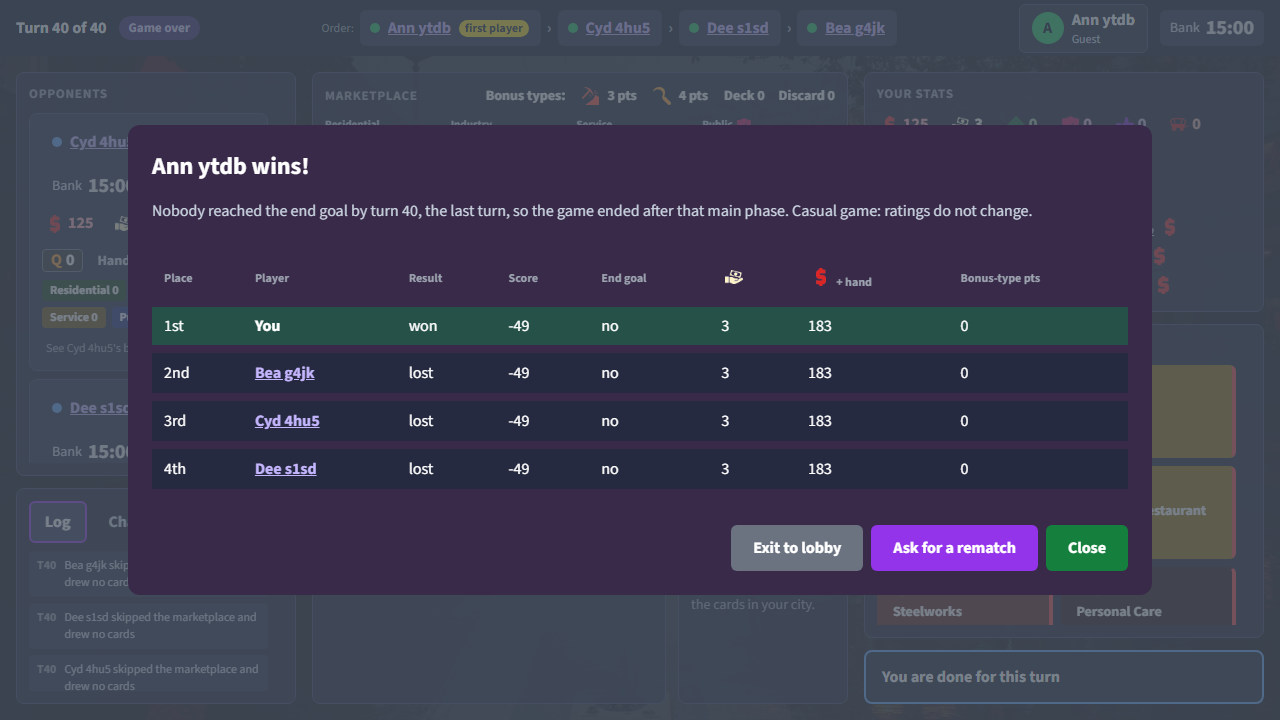 Turn 40 of 40 Game over Order: Ann ytdb first player › Cyd 4hu5 › Dee s1sd › Bea g4jk A Ann ytdb Guest Bank 15:00
OPPONENTS
Cyd 4hu5
Bank 15:00
125
Q 0 Hand
Residential 0
Service 0
See Cyd 4hu5's b
Dee s1sd
Bank 15:00
MARKETPLACE Bonus types: 3 pts 4 pts Deck 0 Discard 0
Residential Industry Service Public
YOUR STATS
125 3 0 0 0 0
Ann ytdb wins!
Nobody reached the end goal by turn 40, the last turn, so the game ended after that main phase. Casual game: ratings do not change.
Place Player Result Score End goal + hand Bonus-type pts
1st You won -49 no 3 183 0
2nd Bea g4jk lost -49 no 3 183 0
3rd Cyd 4hu5 lost -49 no 3 183 0
4th Dee s1sd lost -49 no 3 183 0
Exit to lobby Ask for a rematch Close
Log
T40 Bea g4jk skip
drew no card
T40 Dee s1sd skipped the marketplace and
drew no cards
T40 Cyd 4hu5 skipped the marketplace and
drew no cards
the cards in your city.
estaurant
Steelworks Personal Care
You are done for this turn